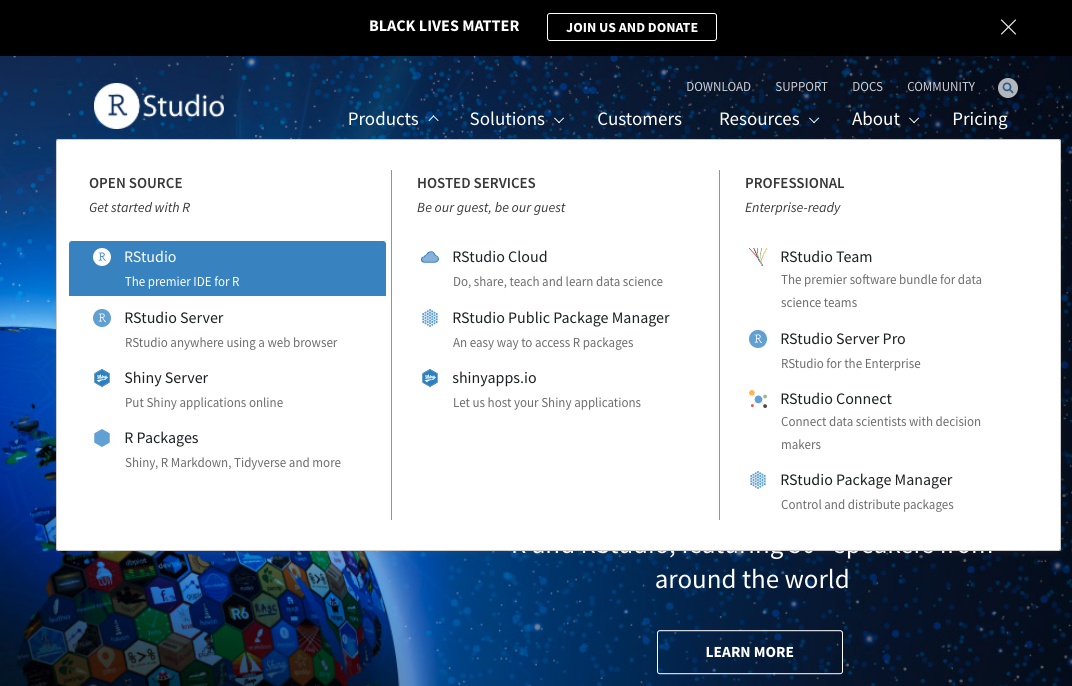 BLACK LIVES MATTER
JOIN US AND DONATE
DOWNLOAD SUPPORT DOCS COMMUNITY
R Studio
Products Solutions Customers Resources About Pricing
OPEN SOURCE
Get started with R
R RStudio
The premier IDE for R
R RStudio Server
RStudio anywhere using a web browser
Shiny Server
Put Shiny applications online
R Packages
Shiny, R Markdown, Tidyverse and more
HOSTED SERVICES
Be our guest, be our guest
RStudio Cloud
Do, share, teach and learn data science
RStudio Public Package Manager
An easy way to access R packages
shinyapps.io
Let us host your Shiny applications
PROFESSIONAL
Enterprise-ready
RStudio Team
The premier software bundle for data
science teams
R RStudio Server Pro
RStudio for the Enterprise
RStudio Connect
Connect data scientists with decision
makers
RStudio Package Manager
Control and distribute packages
around the world
LEARN MORE
R6